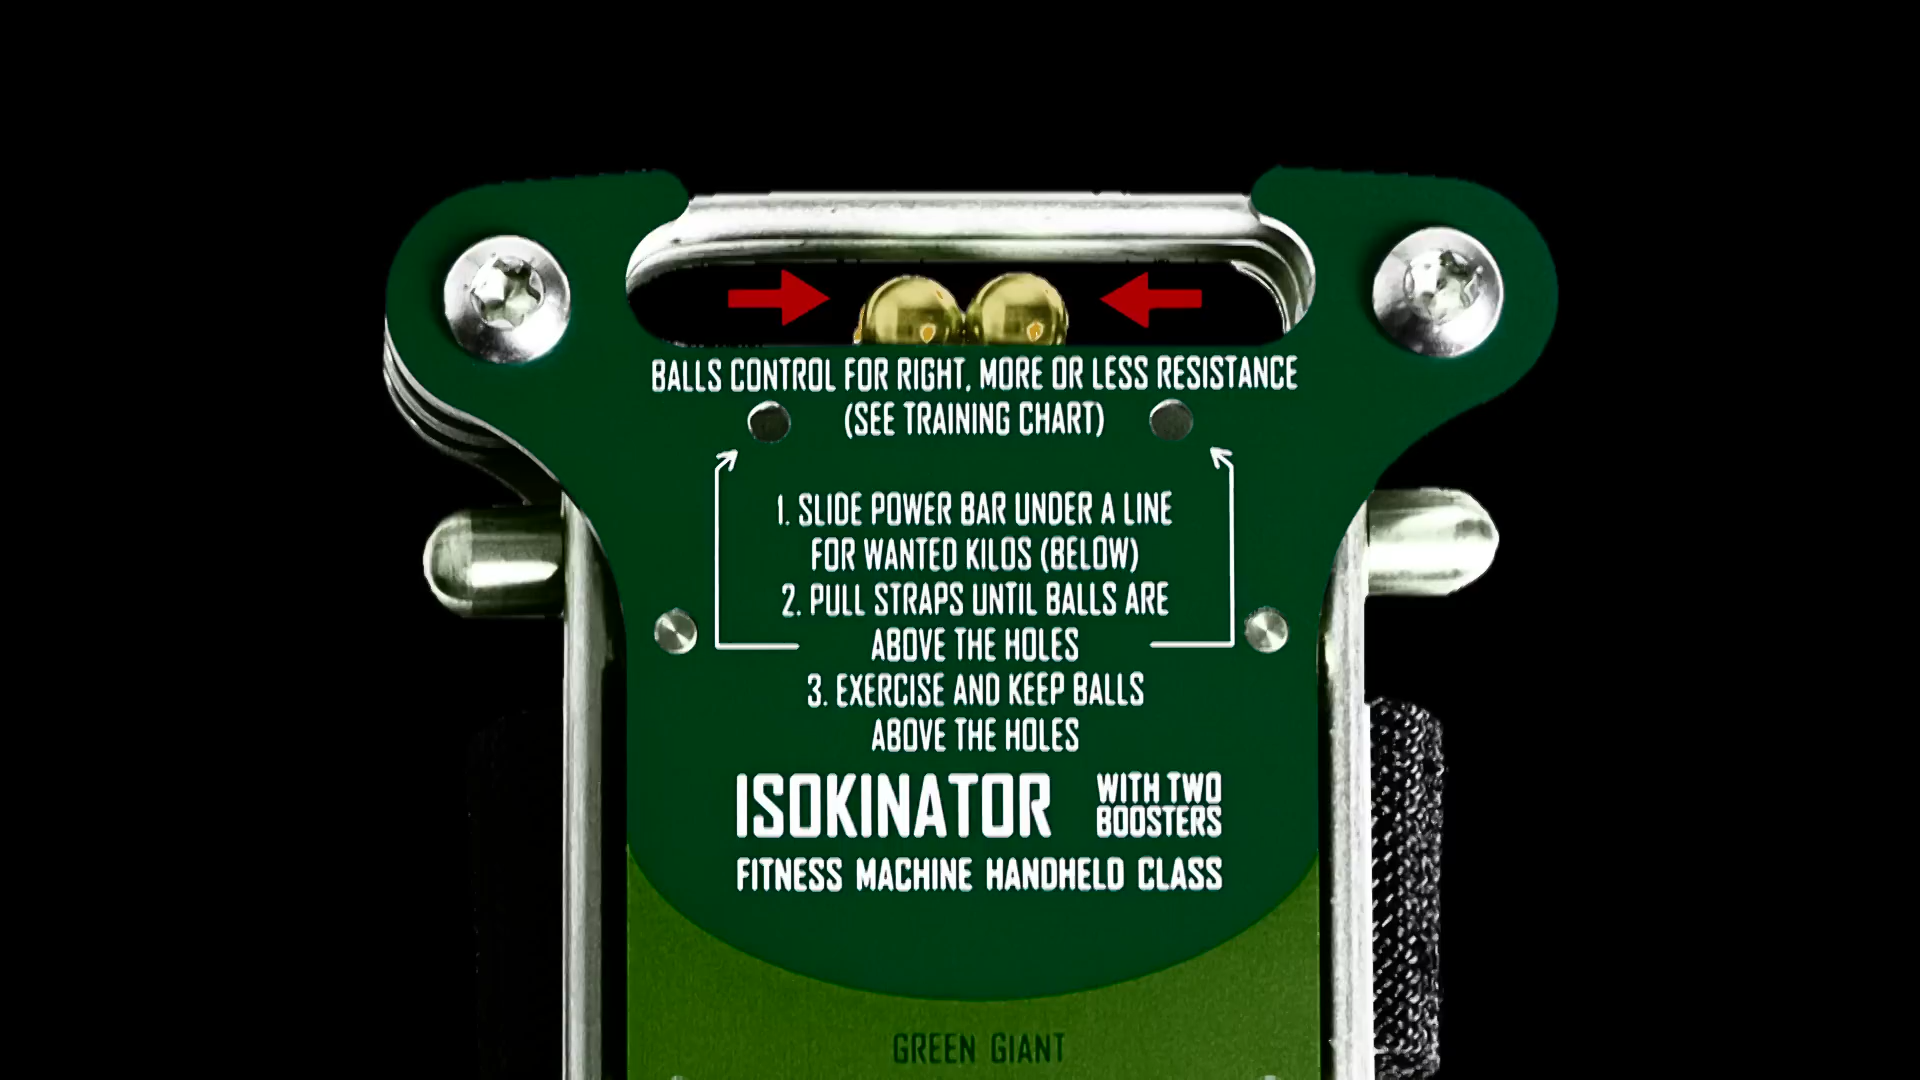 BALLS CONTROL FOR RIGHT, MORE OR LESS RESISTANCE
(SEE TRAINING CHART)
1. SLIDE POWER BAR UNDER A LINE
FOR WANTED KILOS (BELOW)
2. PULL STRAPS UNTIL BALLS ARE
ABOVE THE HOLES
3. EXERCISE AND KEEP BALLS
ABOVE THE HOLES
ISOKINATOR WITH TWO
BOOSTERS
FITNESS MACHINE HANDHELD CLASS
GREEN GIANT